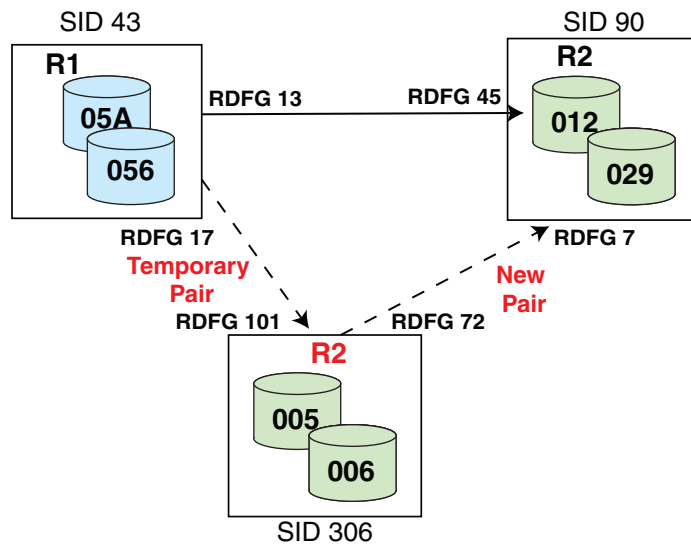 SID 43
SID 90
R1
R2
RDFG 13
RDFG 45
05A
012
056
029
RDFG 17
RDFG 7
Temporary
Pair
New
Pair
RDFG 101
RDFG 72
R2
005
006
SID 306